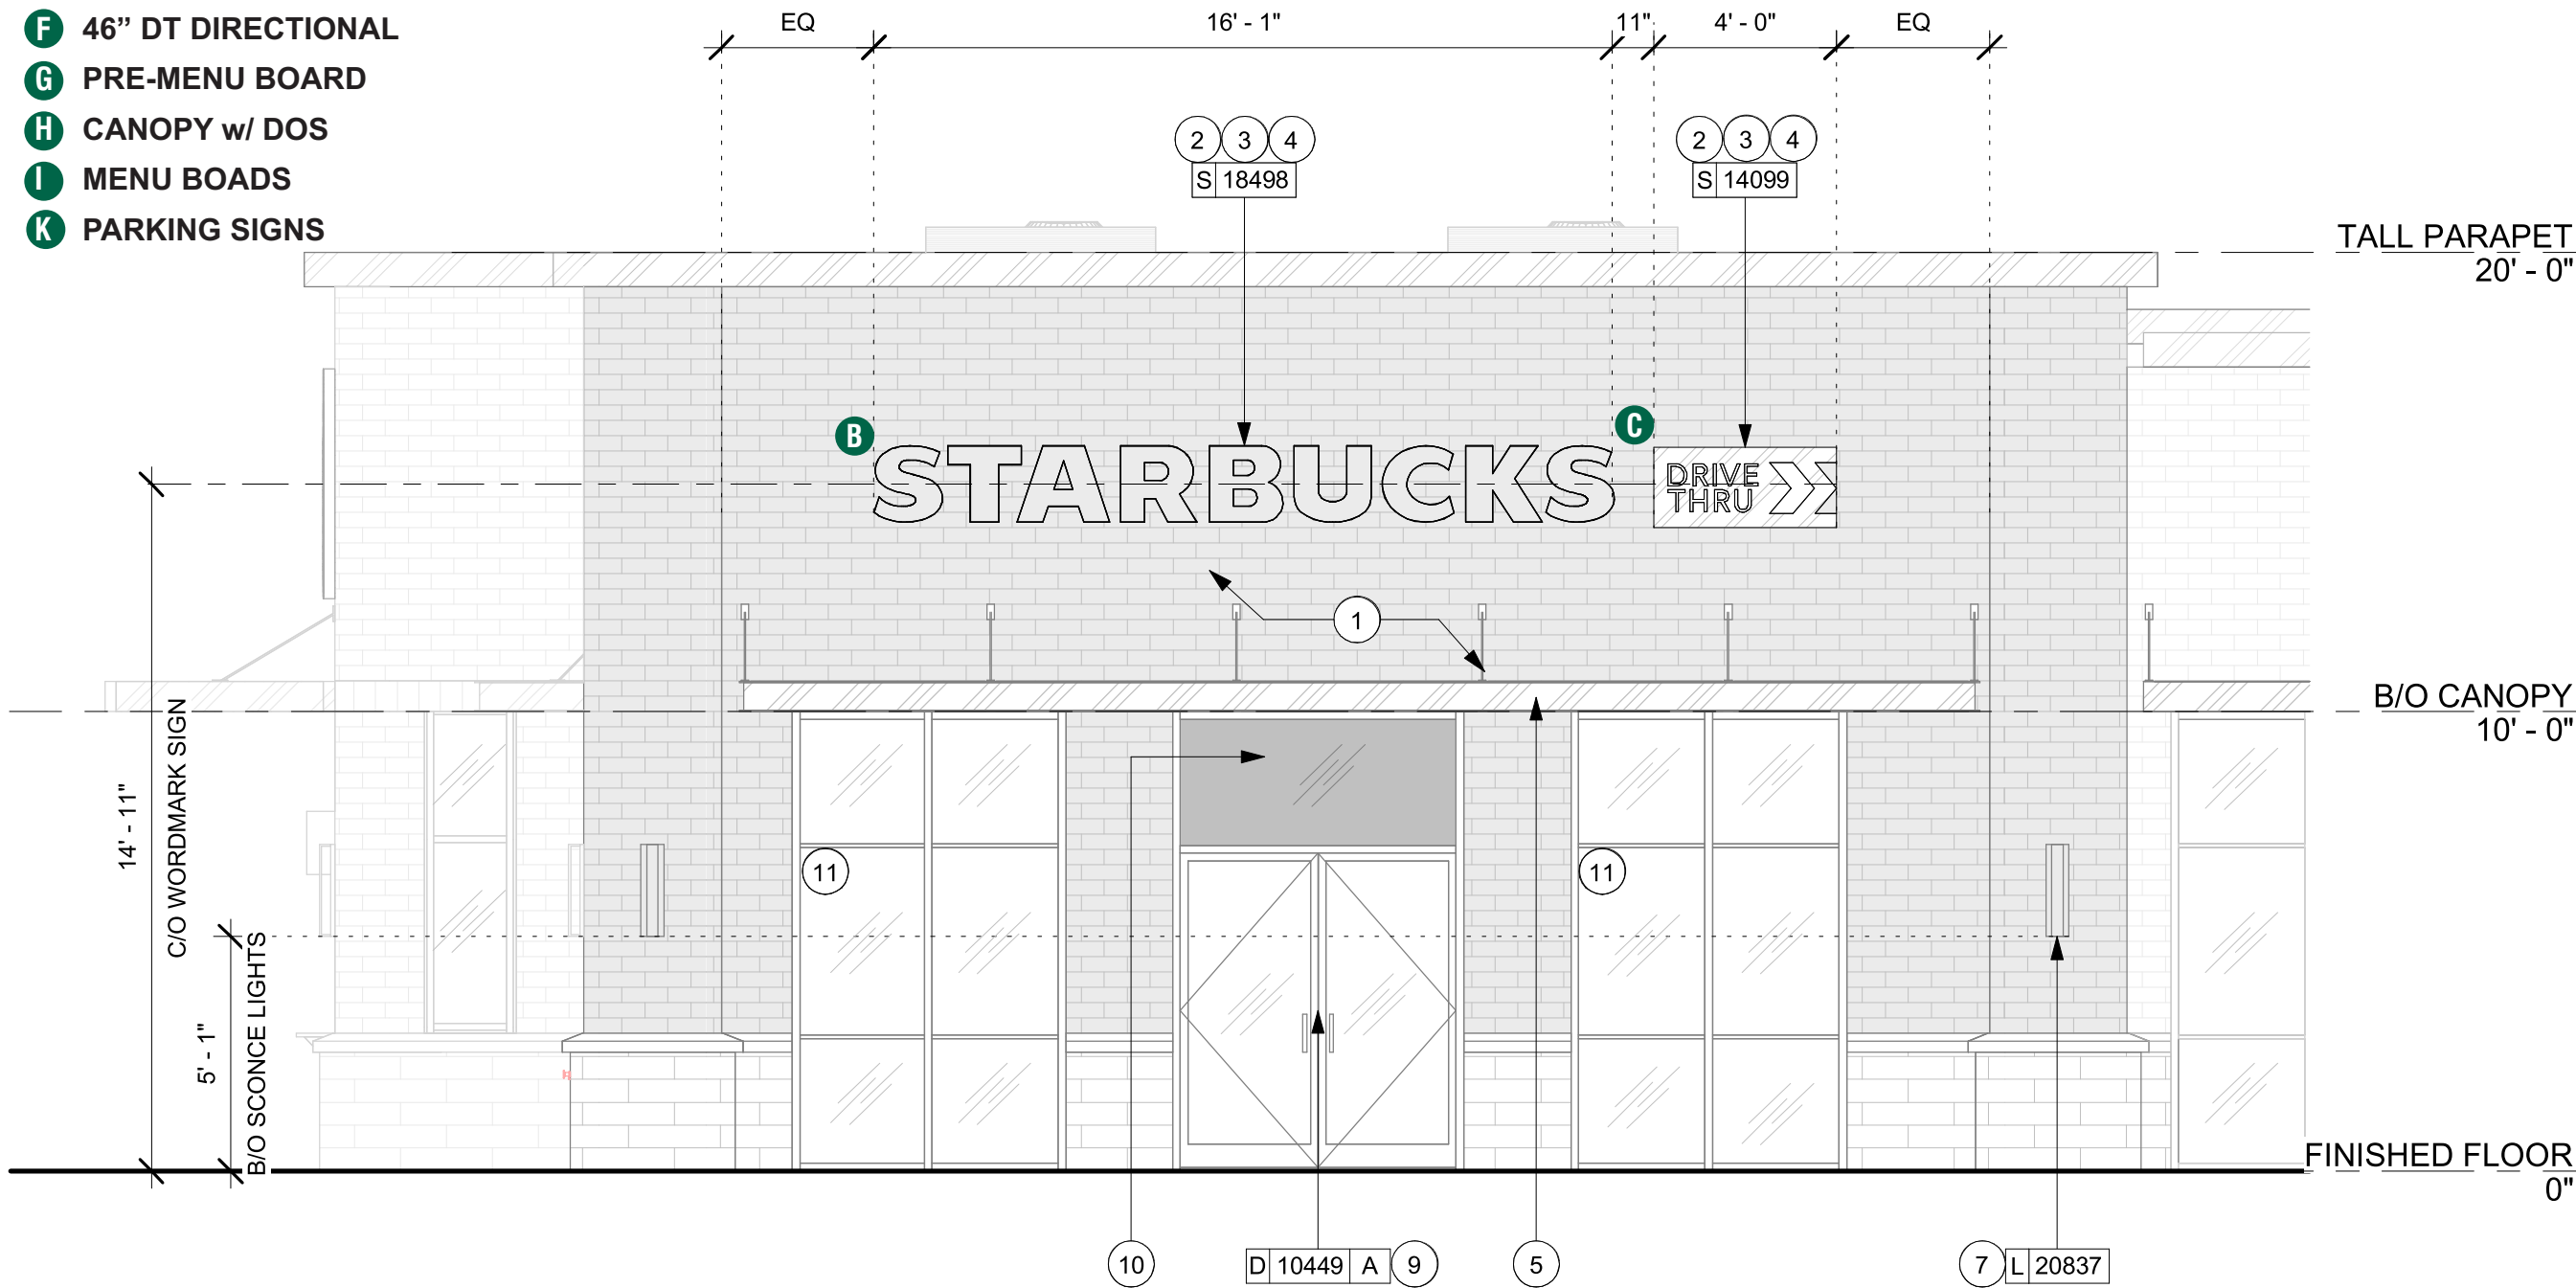 F 46” DT DIRECTIONAL
G PRE-MENU BOARD
H CANOPY w/ DOS
I MENU BOADS
K PARKING SIGNS
EQ 16' - 1" 11" 4' - 0" EQ
2 3 4
S 18498
2 3 4
S 14099
TALL PARAPET
20' - 0"
B STARBUCKS
C DRIVE
THRU
1
B/O CANOPY
10' - 0"
14' - 11"
C/O WORDMARK SIGN
5' - 1"
B/O SCONCE LIGHTS
11
11
FINISHED FLOOR
0"
10
D 10449 A 9
5
7 L 20837